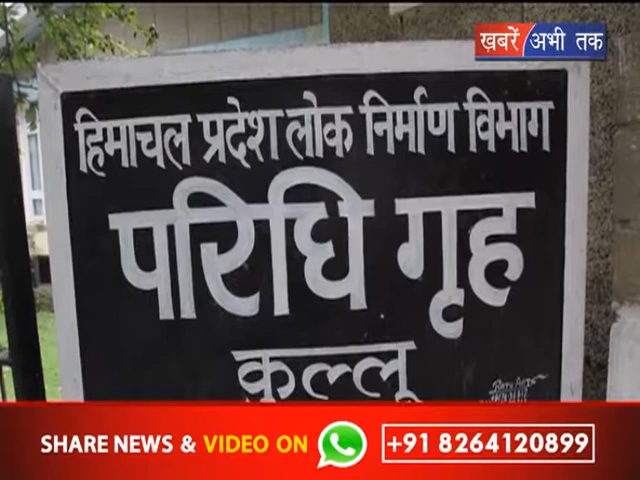 ख़बरें अभी तक
हिमाचल प्रदेश लोक निर्माण विभाग
परिधि गृह
कुल्लू
SHARE NEWS & VIDEO ON +91 8264120899